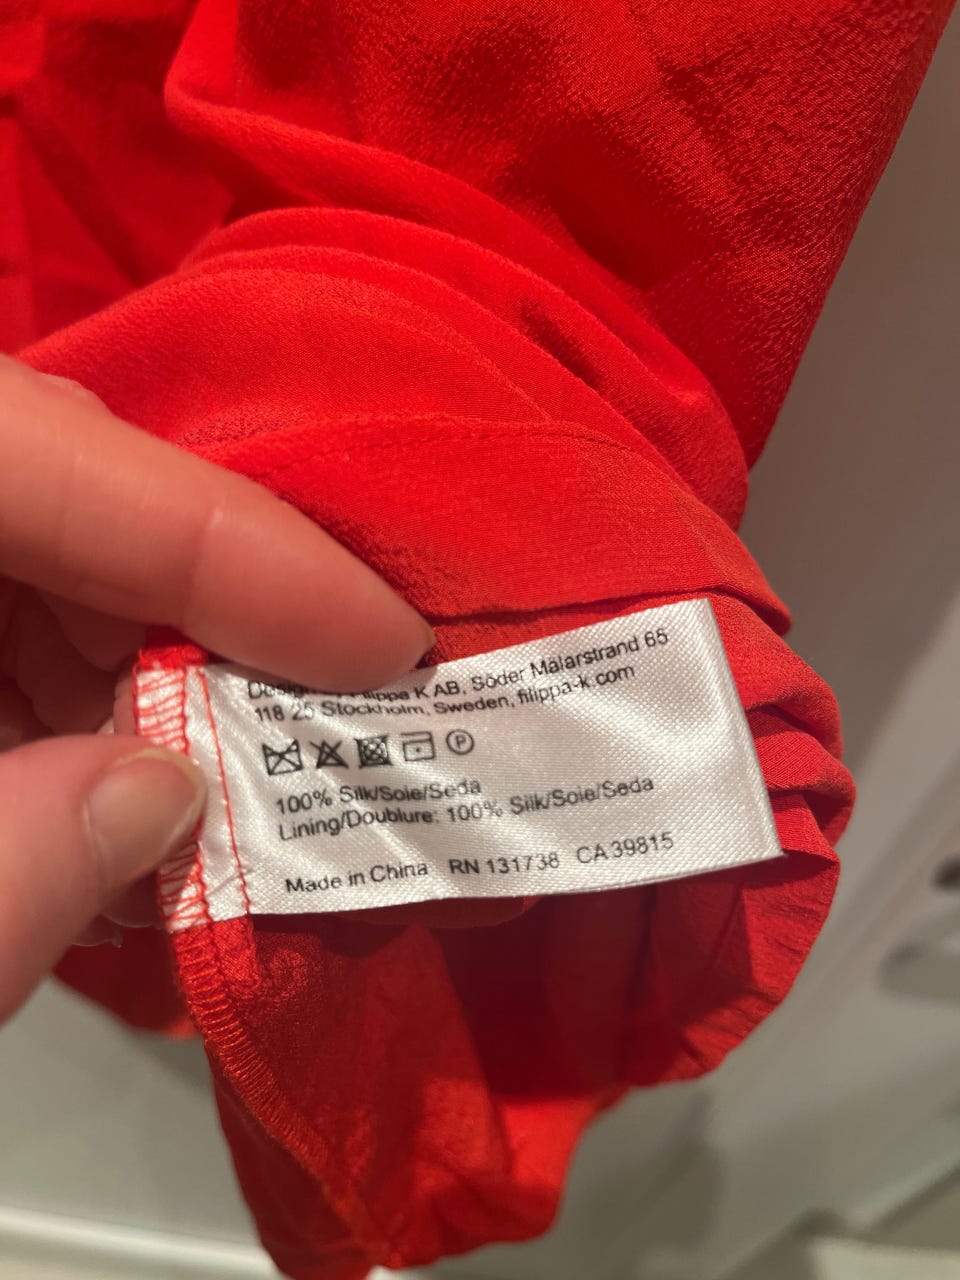 Filippa K AB, Söder Mälarstrand 65
118 25 Stockholm, Sweden, filippa-k.com
P
100% Silk/Soie/Seda
Lining/Doublure: 100% Silk/Soie/Seda
Made in China RN 131738 CA 39815